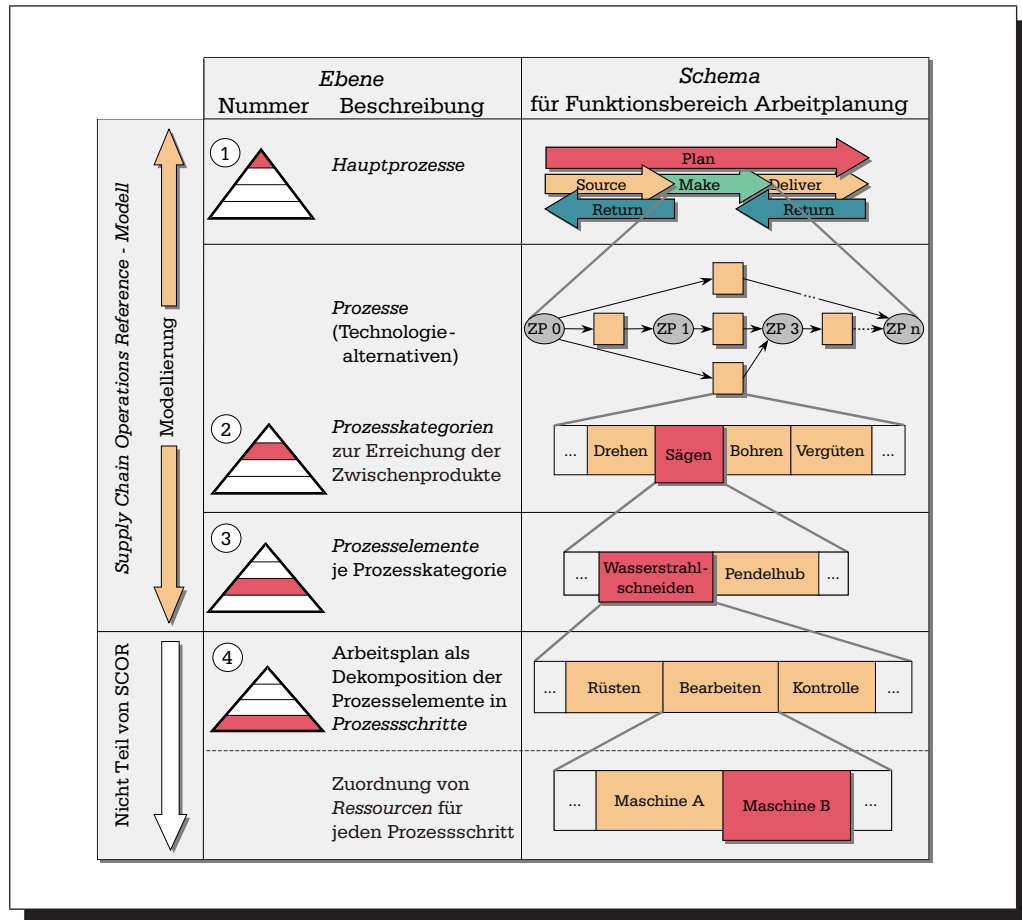 Ebene
Nummer Beschreibung
Schema
für Funktionsbereich Arbeitplanung
Supply Chain Operations Reference - Modell
Modellierung
1
Hauptprozesse
Plan
Source
Make
Deliver
Return
Return
Prozesse
(Technologie-
alternativen)
ZP 0
ZP 1
ZP 3
ZP n
...
2
Prozesskategorien
zur Erreichung der
Zwischenprodukte
...
Drehen
Sägen
Bohren
Vergüten
...
3
Prozesselemente
je Prozesskategorie
...
Wasserstrahl-
schneiden
Pendelhub
...
Nicht Teil von SCOR
4
Arbeitsplan als
Dekomposition der
Prozesselemente in
Prozessschritte
...
Rüsten
Bearbeiten
Kontrolle
...
Zuordnung von
Ressourcen für
jeden Prozessschritt
...
Maschine A
Maschine B
...